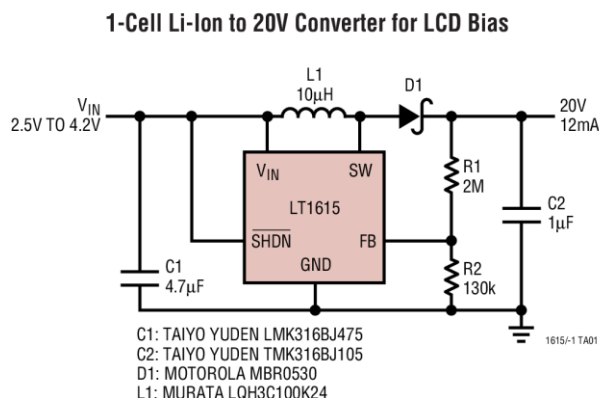 1-Cell Li-Ion to 20V Converter for LCD Bias
L1
10µH
D1
VIN
2.5V TO 4.2V
20V
12mA
VIN
SW
R1
2M
LT1615
C2
1µF
SHDN
FB
GND
C1
4.7µF
R2
130k
C1: TAIYO YUDEN LMK316BJ475
C2: TAIYO YUDEN TMK316BJ105
D1: MOTOROLA MBR0530
L1: MURATA LQH3C100K24
1615/-1 TA01